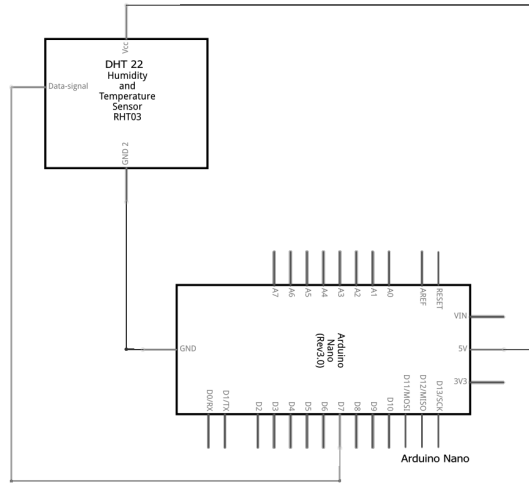 Vcc
DHT 22
Humidity
and
Temperature
Sensor
RHT03
Data-signal
GND 2
A7
A6
A5
A4
A3
A2
A1
A0
AREF
RESET
VIN
Arduino
Nano
(Rev3.0)
GND
5V
3V3
D0/RX
D1/TX
D2
D3
D4
D5
D6
D7
D8
D9
D10
D11/MOSI
D12/MISO
D13/SCK
Arduino Nano